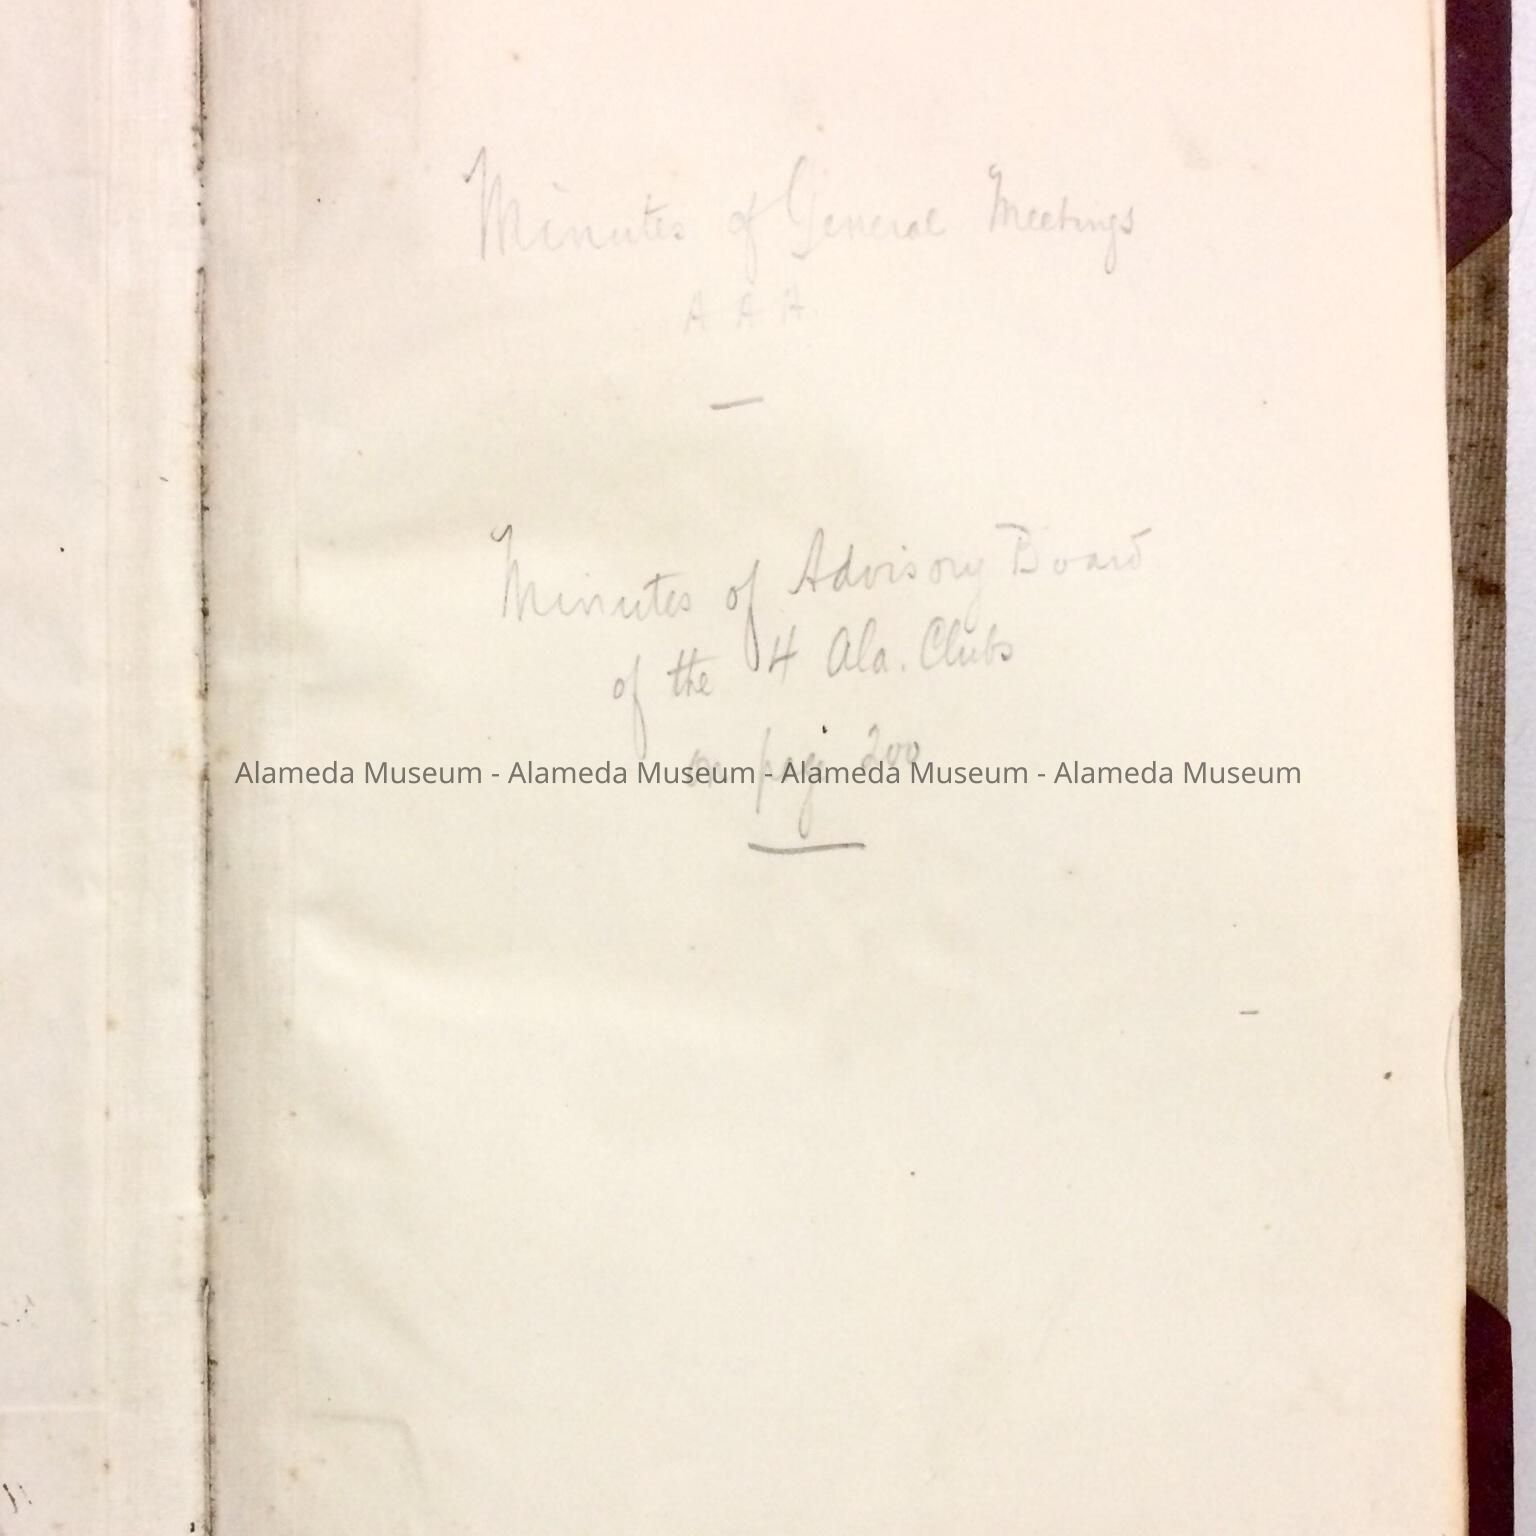 Minutes of General Meetings
A A A.
Minutes of Advisory Board
of the 4 Ala. Clubs
on pag 200
Alameda Museum - Alameda Museum - Alameda Museum - Alameda Museum